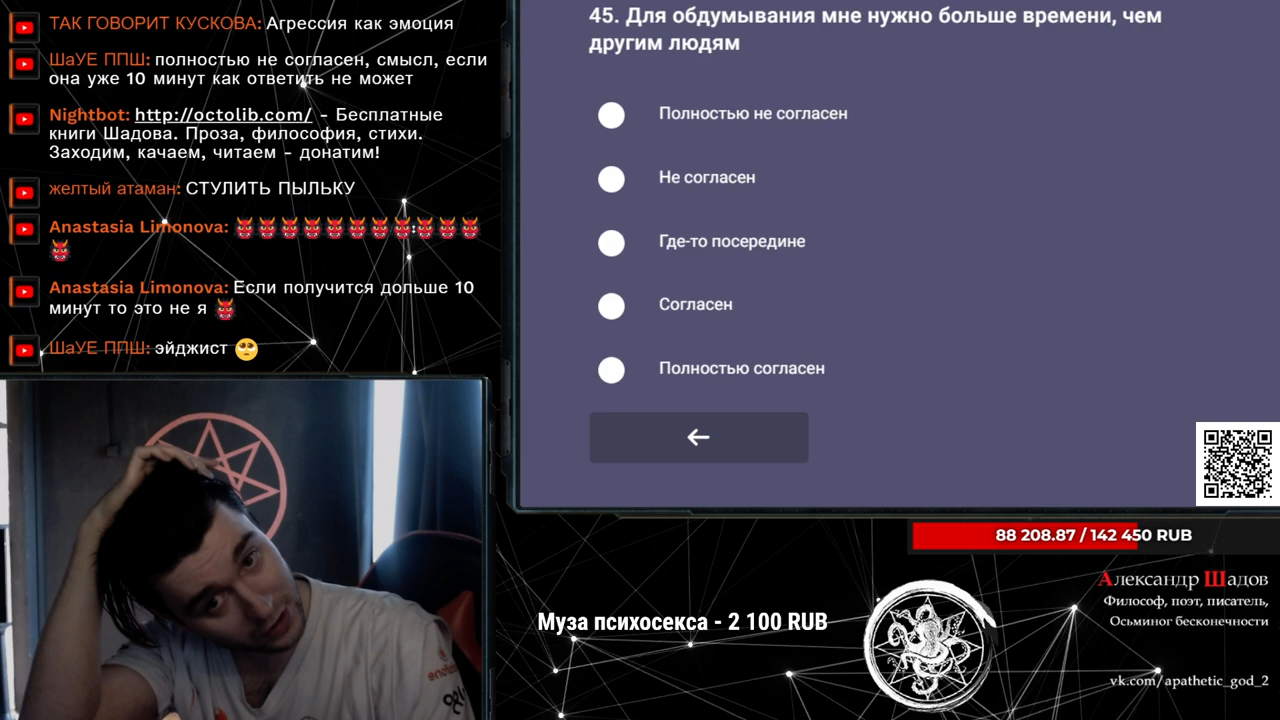 ТАК ГОВОРИТ КУСКОВА: Агрессия как эмоция
ШаУЕ ППШ: полностью не согласен, смысл, если
она уже 10 минут как ответить не может
Nightbot: http://octolib.com/ - Бесплатные
книги Шадова. Проза, философия, стихи.
Заходим, качаем, читаем - донатим!
желтый атаман: СТУЛИТЬ ПЫЛЬКУ
Anastasia Limonova: 👹👹👹👹👹👹👹👹👹👹👹
👹
Anastasia Limonova: Если получится дольше 10
минут то это не я 👹
ШаУЕ ППШ: эйджист 🥺
45. Для обдумывания мне нужно больше времени, чем
другим людям
Полностью не согласен
Не согласен
Где-то посередине
Согласен
Полностью согласен
88 208.87 / 142 450 RUB
Муза психосекса - 2 100 RUB
Александр Шадов
Философ, поэт, писатель,
Осьминог бесконечности
vk.com/apathetic_god_2